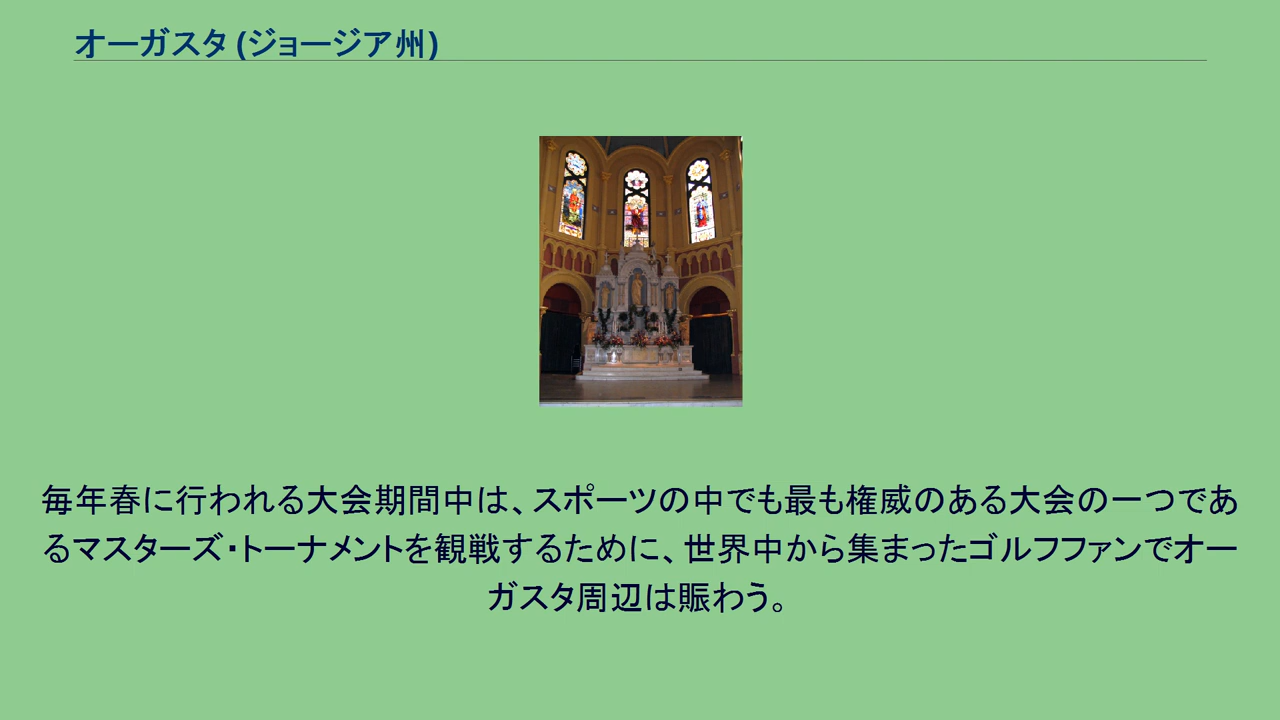 オーガスタ (ジョージア州)
毎年春に行われる大会期間中は、スポーツの中でも最も権威のある大会の一つであ
るマスターズ・トーナメントを観戦するために、世界中から集まったゴルフファンでオー
ガスタ周辺は賑わう。